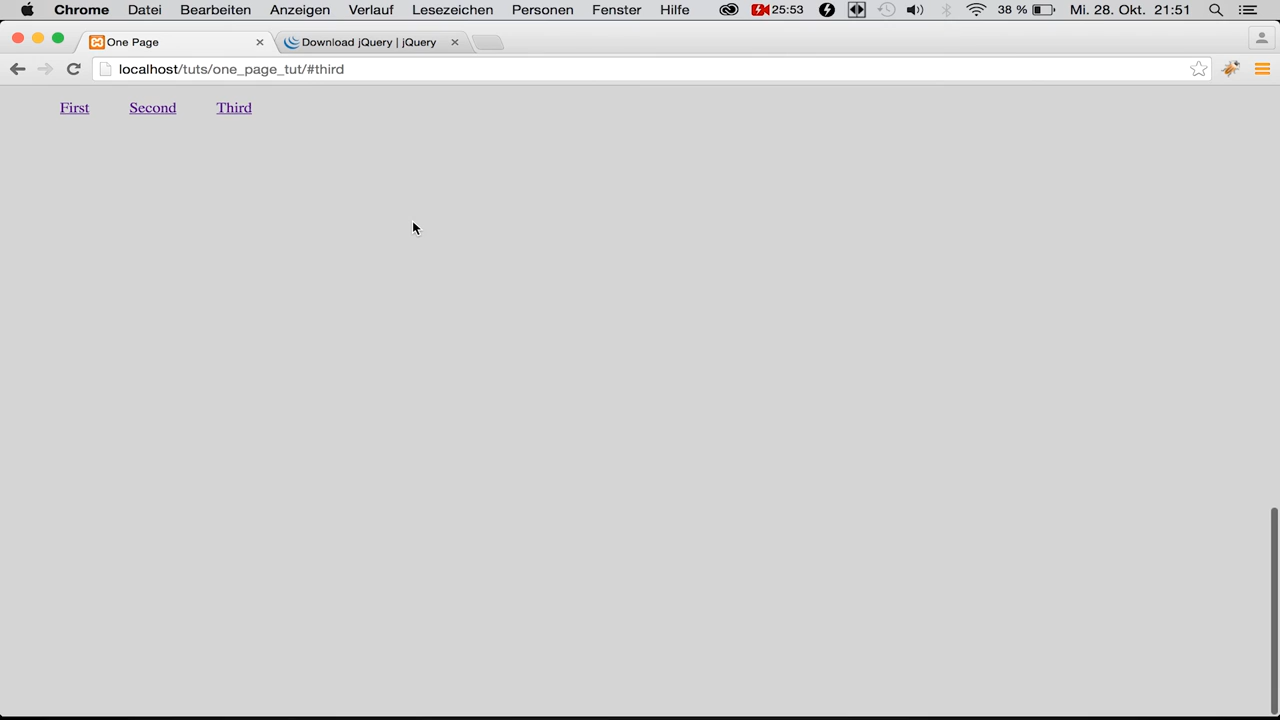 Chrome Datei Bearbeiten Anzeigen Verlauf Lesezeichen Personen Fenster Hilfe 25:53 38 % Mi. 28. Okt. 21:51
One Page Download jQuery | jQuery
localhost/tuts/one_page_tut/#third
First Second Third